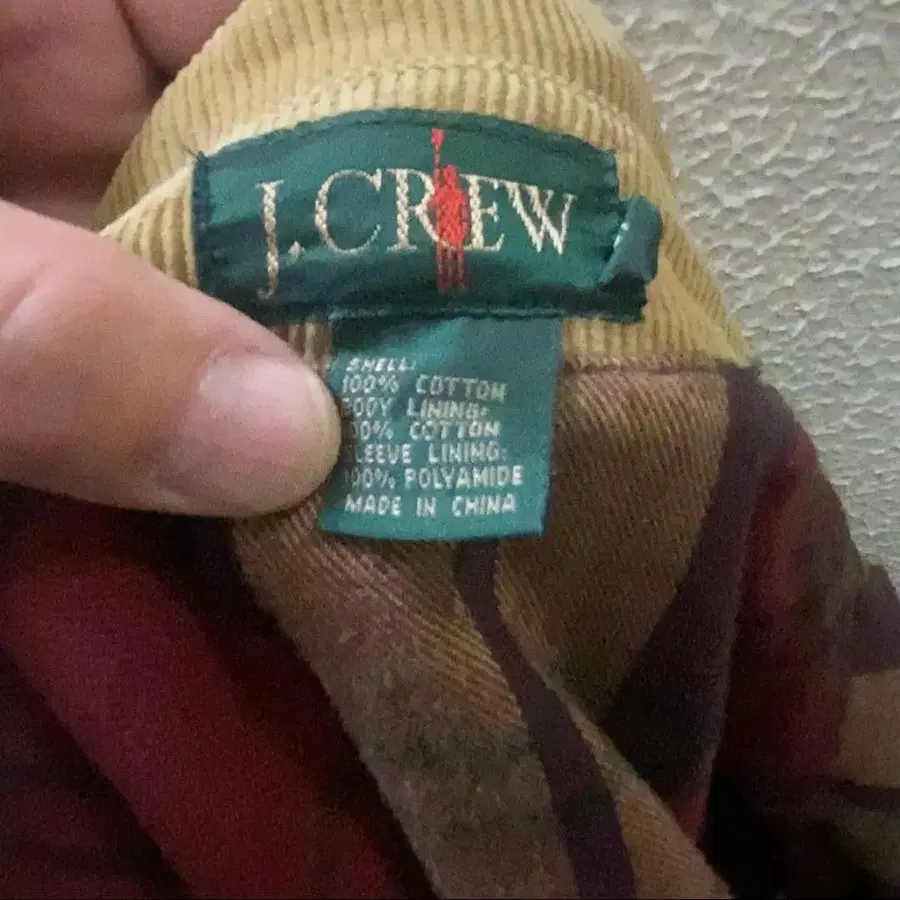 J.CREW
SHELL:
100% COTTON
BODY LINING:
100% COTTON
SLEEVE LINING:
100% POLYAMIDE
MADE IN CHINA